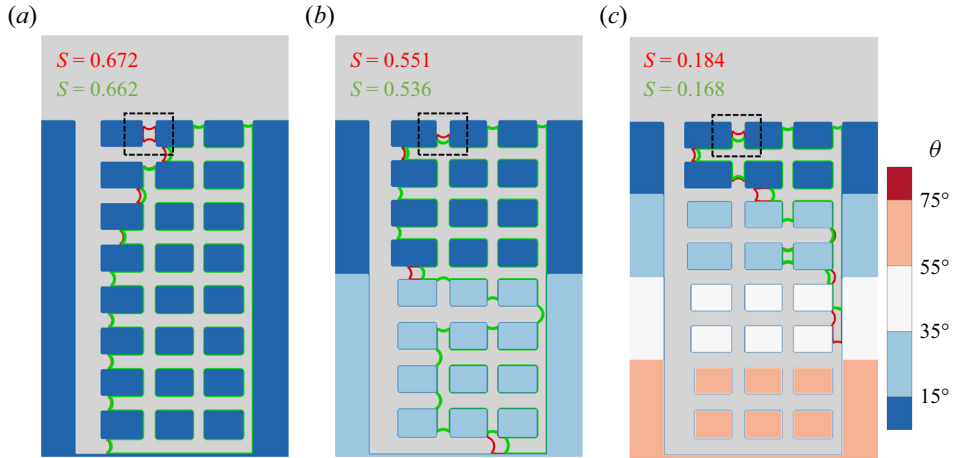 (a)
S = 0.672
S = 0.662
(b)
S = 0.551
S = 0.536
(c)
S = 0.184
S = 0.168
θ
75°
55°
35°
15°